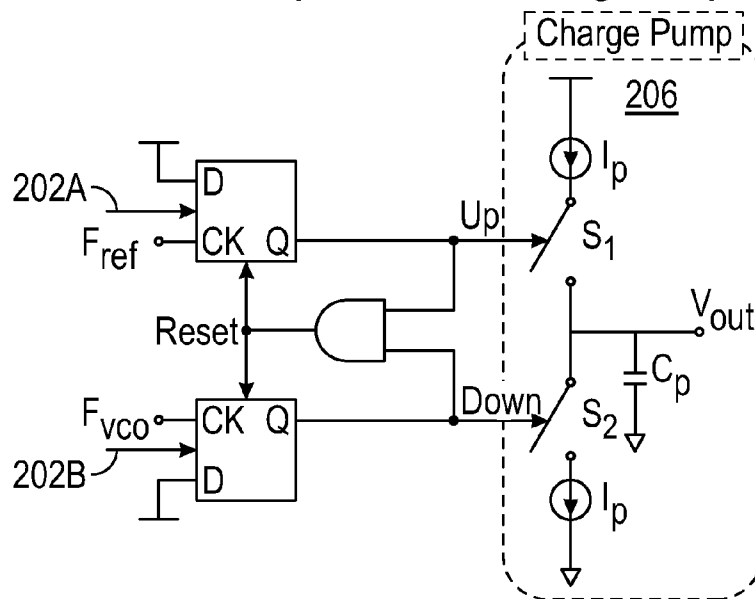 Charge Pump
206
I_p
D
202A
Up
F_ref
CK Q
S_1
Reset
V_out
C_p
F_vco
CK Q
Down
S_2
202B
D
I_p